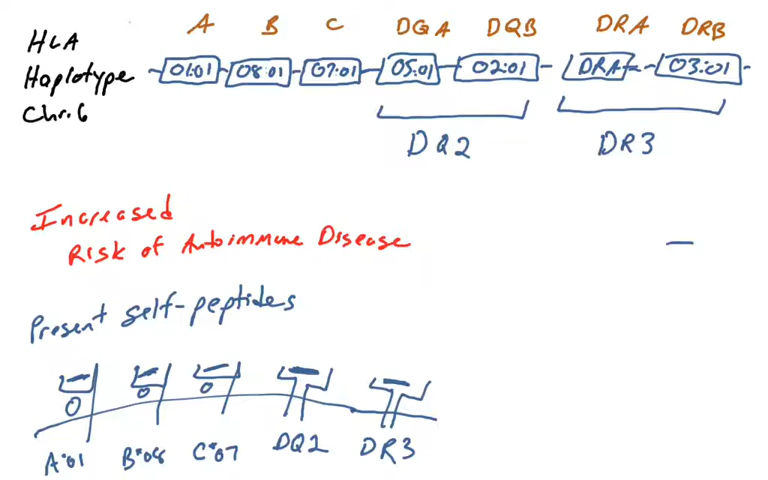 A B C DQA DQB DRA DRB
HLA
Haplotype
Chr.6
01:01 08:01 07:01 05:01 02:01 DRA 03:01
DQ2 DR3
Increased
Risk of Autoimmune Disease
Present self-peptides
A*01 B*08 C*07 DQ2 DR3